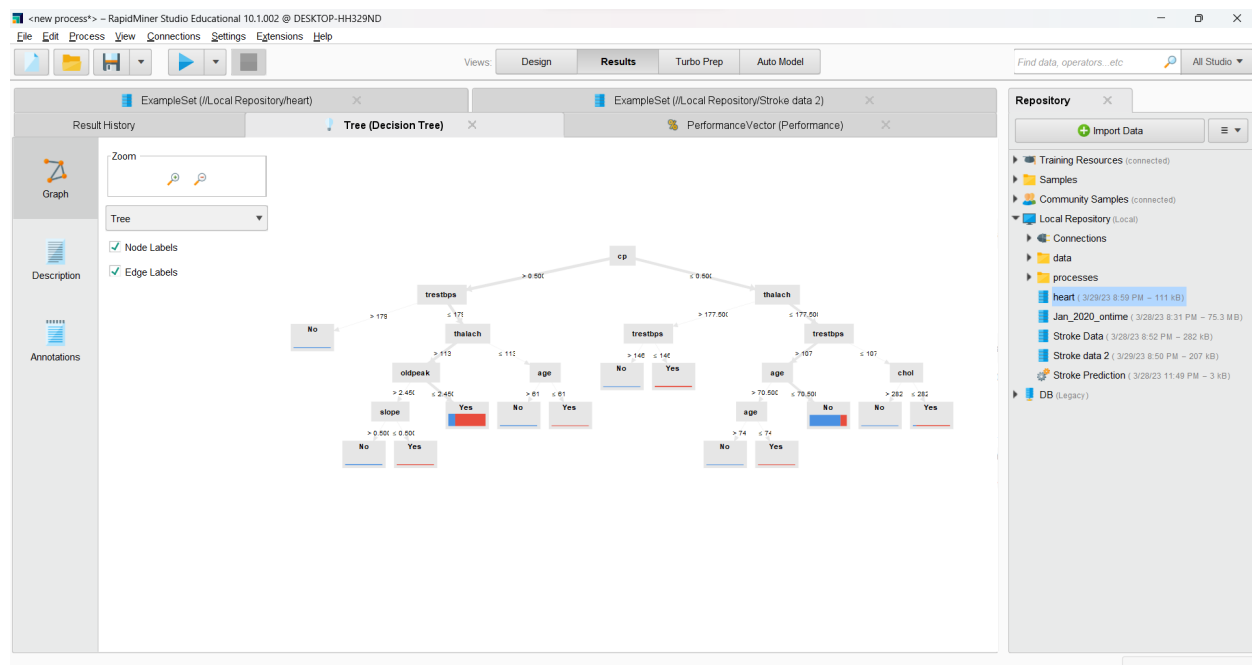 <new process*> – RapidMiner Studio Educational 10.1.002 @ DESKTOP-HH329ND
File Edit Process View Connections Settings Extensions Help
Views: Design Results Turbo Prep Auto Model
Find data, operators...etc All Studio
ExampleSet (//Local Repository/heart) ExampleSet (//Local Repository/Stroke data 2)
Result History Tree (Decision Tree) PerformanceVector (Performance)
Graph
Description
Annotations
Zoom
Tree
Node Labels
Edge Labels
cp
> 0.500 ≤ 0.500
trestbps thalach
> 179 ≤ 179 > 177.500 ≤ 177.500
No thalach trestbps trestbps
> 113 ≤ 113 > 146 ≤ 146 > 107 ≤ 107
oldpeak age No Yes age chol
> 2.450 ≤ 2.450 > 61 ≤ 61 > 70.500 ≤ 70.500 > 282 ≤ 282
slope Yes No Yes age No No Yes
> 0.500 ≤ 0.500 > 74 ≤ 74
No Yes No Yes
Repository
Import Data
Training Resources (connected)
Samples
Community Samples (connected)
Local Repository (Local)
Connections
data
processes
heart ( 3/29/23 8:59 PM – 111 kB)
Jan_2020_ontime ( 3/28/23 8:31 PM – 75.3 MB)
Stroke Data ( 3/28/23 8:52 PM – 282 kB)
Stroke data 2 ( 3/29/23 8:50 PM – 207 kB)
Stroke Prediction ( 3/28/23 11:49 PM – 3 kB)
DB (Legacy)